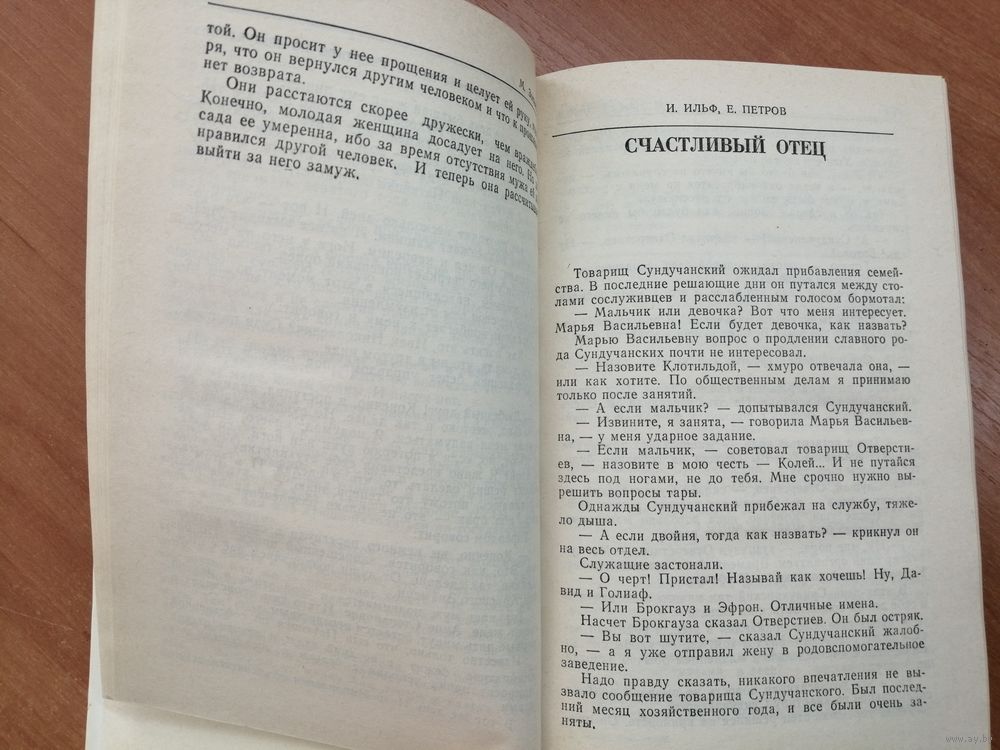 той. Он просит у нее прощения и целует ей руку,
ря, что он вернулся другим человеком и что к
нет возврата.
Они расстаются скорее дружески, чем
Конечно, молодая женщина досадует на него. Но
сада ее умеренна, ибо за время отсутствия мужа ей
нравился другой человек. И теперь она
выйти за него замуж.
М.
И. ИЛЬФ, Е. ПЕТРОВ
СЧАСТЛИВЫЙ ОТЕЦ
Товарищ Сундучанский ожидал прибавления семей-
ства. В последние решающие дни он путался между сто-
лами сослуживцев и расслабленным голосом бормотал:
— Мальчик или девочка? Вот что меня интересует.
Марья Васильевна! Если будет девочка, как назвать?
Марью Васильевну вопрос о продлении славного ро-
да Сундучанских почти не интересовал.
— Назовите Клотильдой, — хмуро отвечала она, —
или как хотите. По общественным делам я принимаю
только после занятий.
— А если мальчик? — допытывался Сундучанский.
— Извините, я занята, — говорила Марья Васильев-
на, — у меня ударное задание.
— Если мальчик, — советовал товарищ Отверсти-
ев, — назовите в мою честь — Колей... И не путайся
здесь под ногами, не до тебя. Мне срочно нужно вы-
решить вопросы тары.
Однажды Сундучанский прибежал на службу, тяже-
ло дыша.
— А если двойня, тогда как назвать? — крикнул он
на весь отдел.
Служащие застонали.
— О черт! Пристал! Называй как хочешь! Ну, Да-
вид и Голиаф.
— Или Брокгауз и Эфрон. Отличные имена.
Насчет Брокгауза сказал Отверстиев. Он был остряк.
— Вы вот шутите, — сказал Сундучанский жалоб-
но, — а я уже отправил жену в родовспомогательное
заведение.
Надо правду сказать, никакого впечатления не вы-
звало сообщение товарища Сундучанского. Был послед-
ний месяц хозяйственного года, и все были очень за-
няты.
www.ay.by